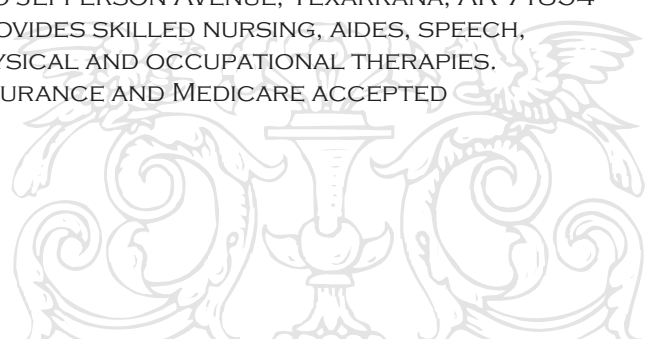 JEFFERSON AVENUE, TEXARKANA, AR 71854
OVIDES SKILLED NURSING, AIDES, SPEECH,
YSICAL AND OCCUPATIONAL THERAPIES.
URANCE AND MEDICARE ACCEPTED